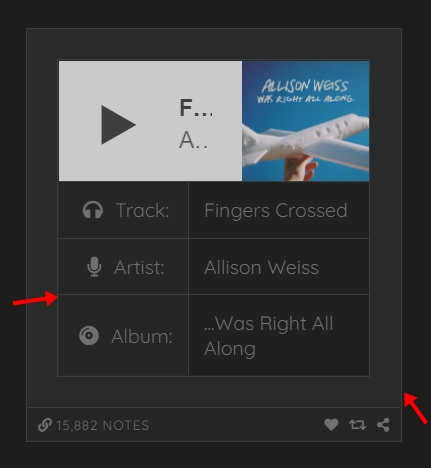 F...
A..
ALLISON WEISS
WAS RIGHT ALL ALONG.
Track: Fingers Crossed
Artist: Allison Weiss
Album: ...Was Right All
Along
15,882 NOTES